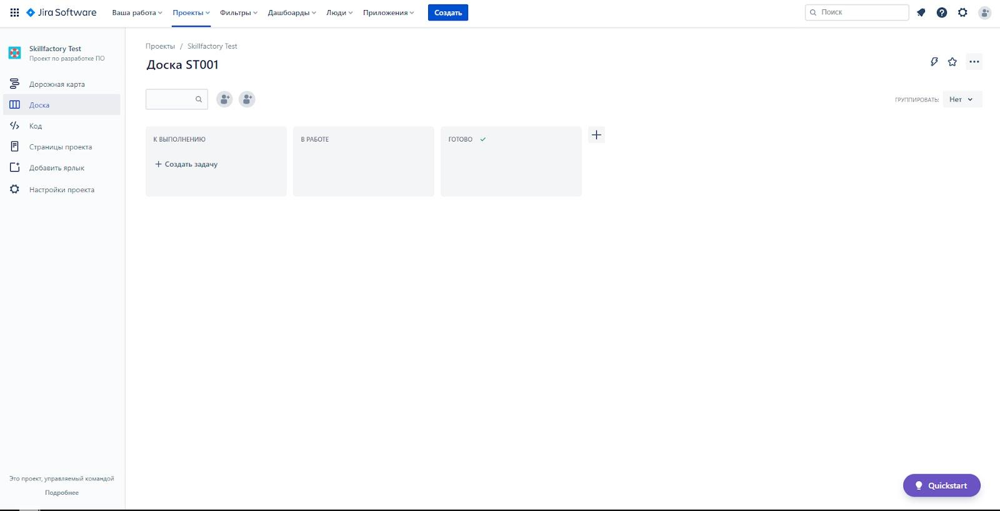 Jira Software Ваша работа Проекты Фильтры Дашбоарды Люди Приложения Создать Поиск
Skillfactory Test
Проект по разработке ПО
Дорожная карта
Доска
Код
Страницы проекта
Добавить ярлык
Настройки проекта
Это проект, управляемый командой
Подробнее
Проекты / Skillfactory Test
Доска ST001
ГРУППИРОВАТЬ: Нет
К ВЫПОЛНЕНИЮ
+ Создать задачу
В РАБОТЕ
ГОТОВО
Quickstart